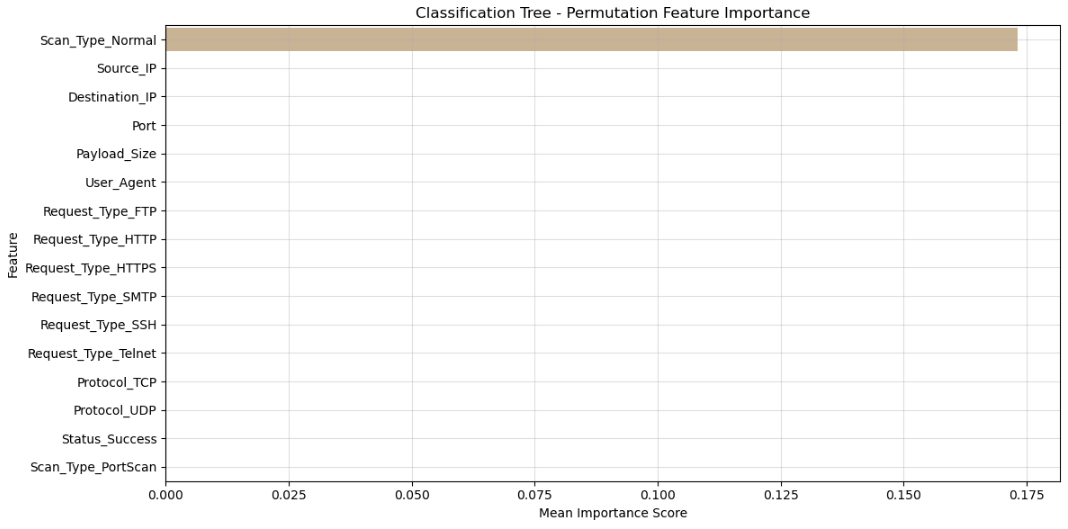 Classification Tree - Permutation Feature Importance
Feature
Scan_Type_Normal
Source_IP
Destination_IP
Port
Payload_Size
User_Agent
Request_Type_FTP
Request_Type_HTTP
Request_Type_HTTPS
Request_Type_SMTP
Request_Type_SSH
Request_Type_Telnet
Protocol_TCP
Protocol_UDP
Status_Success
Scan_Type_PortScan
0.000 0.025 0.050 0.075 0.100 0.125 0.150 0.175
Mean Importance Score